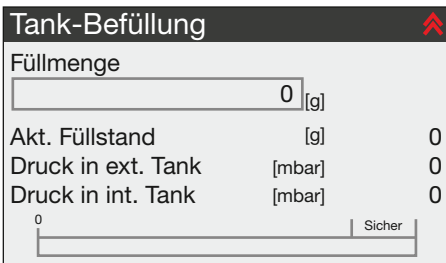 Tank-Befüllung
Füllmenge
0 [g]
Akt. Füllstand [g] 0
Druck in ext. Tank [mbar] 0
Druck in int. Tank [mbar] 0
0 Sicher